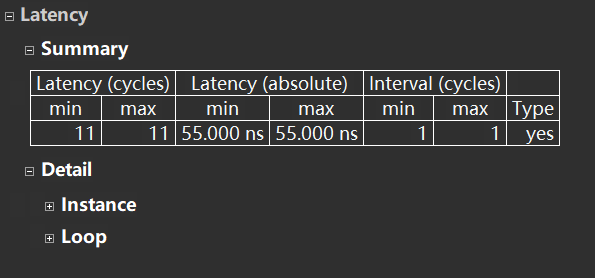 Latency
Summary
Latency (cycles) Latency (absolute) Interval (cycles)
min max min max min max Type
11 11 55.000 ns 55.000 ns 1 1 yes
Detail
Instance
Loop